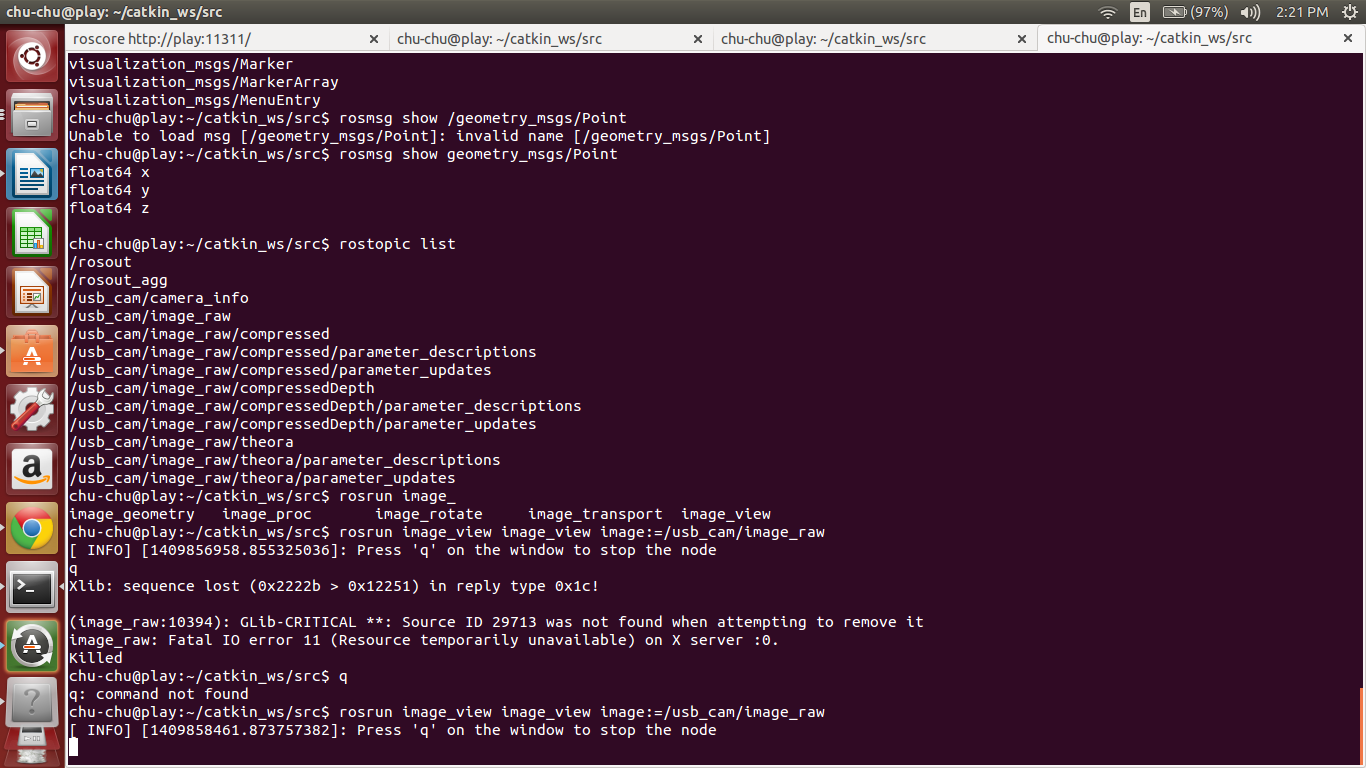 chu-chu@play: ~/catkin_ws/src
En
(97%)
2:21 PM
roscore http://play:11311/
chu-chu@play: ~/catkin_ws/src
chu-chu@play: ~/catkin_ws/src
chu-chu@play: ~/catkin_ws/src
visualization_msgs/Marker
visualization_msgs/MarkerArray
visualization_msgs/MenuEntry
chu-chu@play:~/catkin_ws/src$ rosmsg show /geometry_msgs/Point
Unable to load msg [/geometry_msgs/Point]: invalid name [/geometry_msgs/Point]
chu-chu@play:~/catkin_ws/src$ rosmsg show geometry_msgs/Point
float64 x
float64 y
float64 z
chu-chu@play:~/catkin_ws/src$ rostopic list
/rosout
/rosout_agg
/usb_cam/camera_info
/usb_cam/image_raw
/usb_cam/image_raw/compressed
/usb_cam/image_raw/compressed/parameter_descriptions
/usb_cam/image_raw/compressed/parameter_updates
/usb_cam/image_raw/compressedDepth
/usb_cam/image_raw/compressedDepth/parameter_descriptions
/usb_cam/image_raw/compressedDepth/parameter_updates
/usb_cam/image_raw/theora
/usb_cam/image_raw/theora/parameter_descriptions
/usb_cam/image_raw/theora/parameter_updates
chu-chu@play:~/catkin_ws/src$ rosrun image_
image_geometry   image_proc       image_rotate     image_transport  image_view
chu-chu@play:~/catkin_ws/src$ rosrun image_view image_view image:=/usb_cam/image_raw
[ INFO] [1409856958.855325036]: Press 'q' on the window to stop the node
q
Xlib: sequence lost (0x2222b > 0x12251) in reply type 0x1c!
(image_raw:10394): GLib-CRITICAL **: Source ID 29713 was not found when attempting to remove it
image_raw: Fatal IO error 11 (Resource temporarily unavailable) on X server :0.
Killed
chu-chu@play:~/catkin_ws/src$ q
q: command not found
chu-chu@play:~/catkin_ws/src$ rosrun image_view image_view image:=/usb_cam/image_raw
[ INFO] [1409858461.873757382]: Press 'q' on the window to stop the node